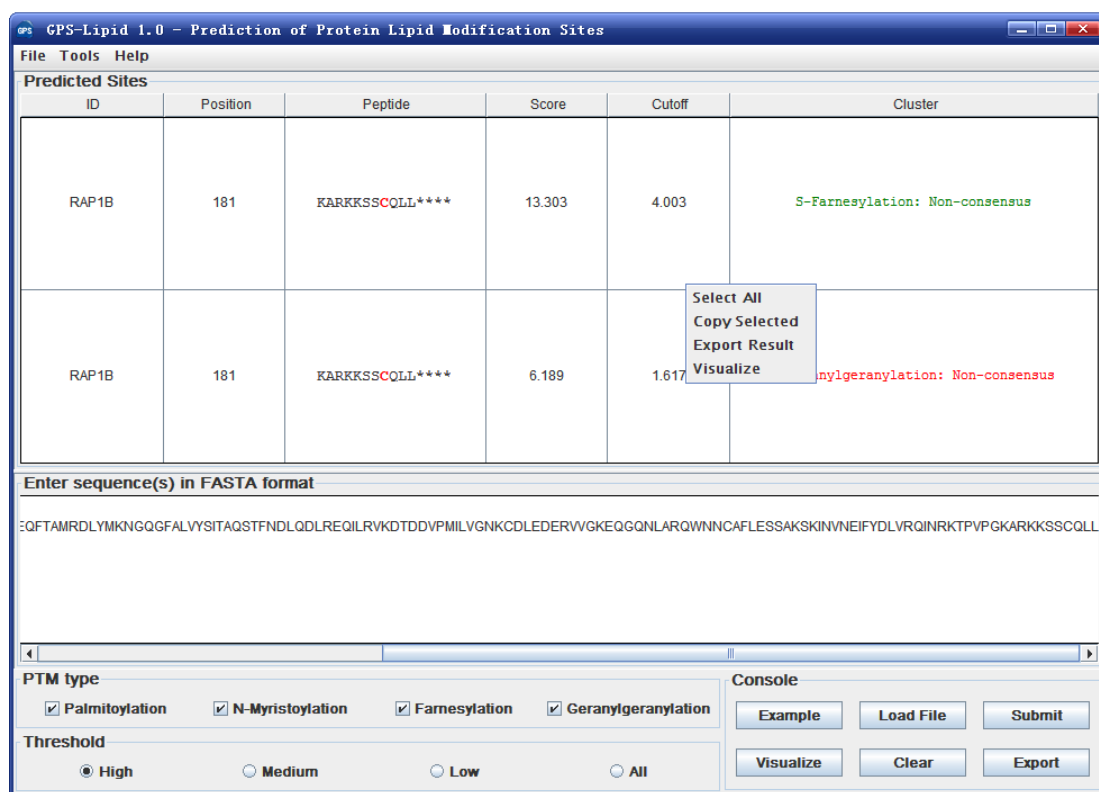 GPS GPS-Lipid 1.0 - Prediction of Protein Lipid Modification Sites
File Tools Help
Predicted Sites
ID Position Peptide Score Cutoff Cluster
RAP1B 181 KARKKSSCQLL**** 13.303 4.003 S-Farnesylation: Non-consensus
Select All
Copy Selected
Export Result
Visualize
RAP1B 181 KARKKSSCQLL**** 6.189 1.617 nylgeranylation: Non-consensus
Enter sequence(s) in FASTA format
EQFTAMRDLYMKNGQGFALVYSITAQSTFNDLQDLREQILRVKDTDDVPMILVGNKCDLEDERVVGKEQGQNLARQWNNCAFLESSAKSKINVNEIFYDLVRQINRKTPVPGKARKKSSCQLL
PTM type
Palmitoylation N-Myristoylation Farnesylation Geranylgeranylation
Threshold
High Medium Low All
Console
Example Load File Submit
Visualize Clear Export